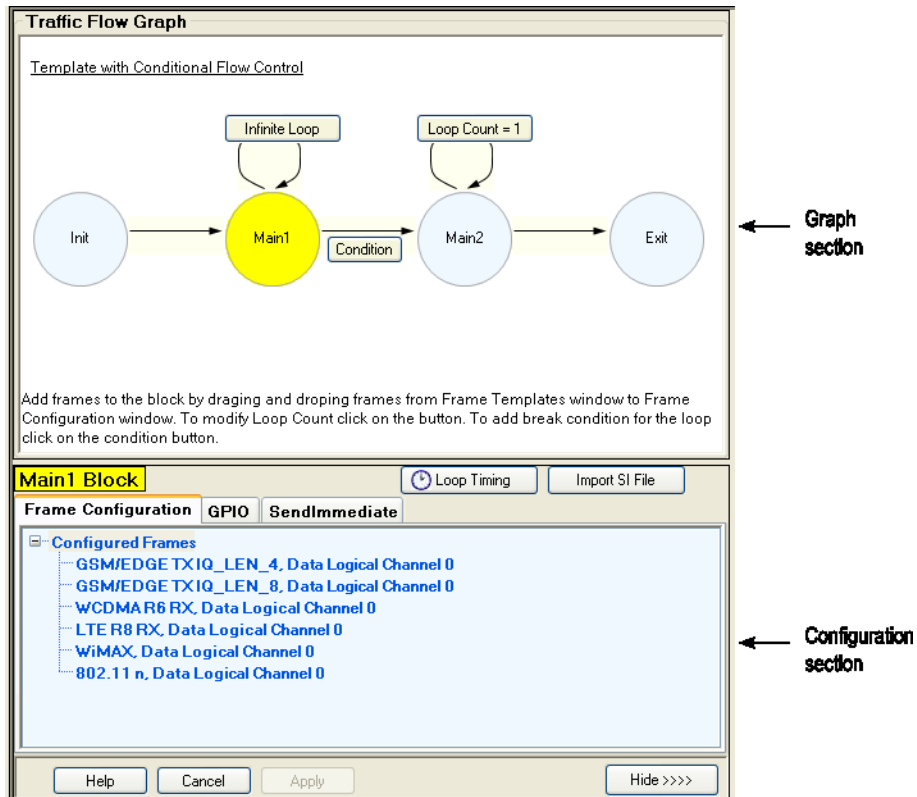 Traffic Flow Graph
Template with Conditional Flow Control
Infinite Loop
Loop Count = 1
Init
Main1
Condition
Main2
Exit
Graph
section
Add frames to the block by draging and droping frames from Frame Templates window to Frame
Configuration window. To modify Loop Count click on the button. To add break condition for the loop
click on the condition button.
Main1 Block
Loop Timing
Import SI File
Frame Configuration
GPIO
SendImmediate
Configured Frames
GSM/EDGE TX IQ_LEN_4, Data Logical Channel 0
GSM/EDGE TX IQ_LEN_8, Data Logical Channel 0
WCDMA R6 RX, Data Logical Channel 0
LTE R8 RX, Data Logical Channel 0
WiMAX, Data Logical Channel 0
802.11 n, Data Logical Channel 0
Configuration
section
Help
Cancel
Apply
Hide >>>>